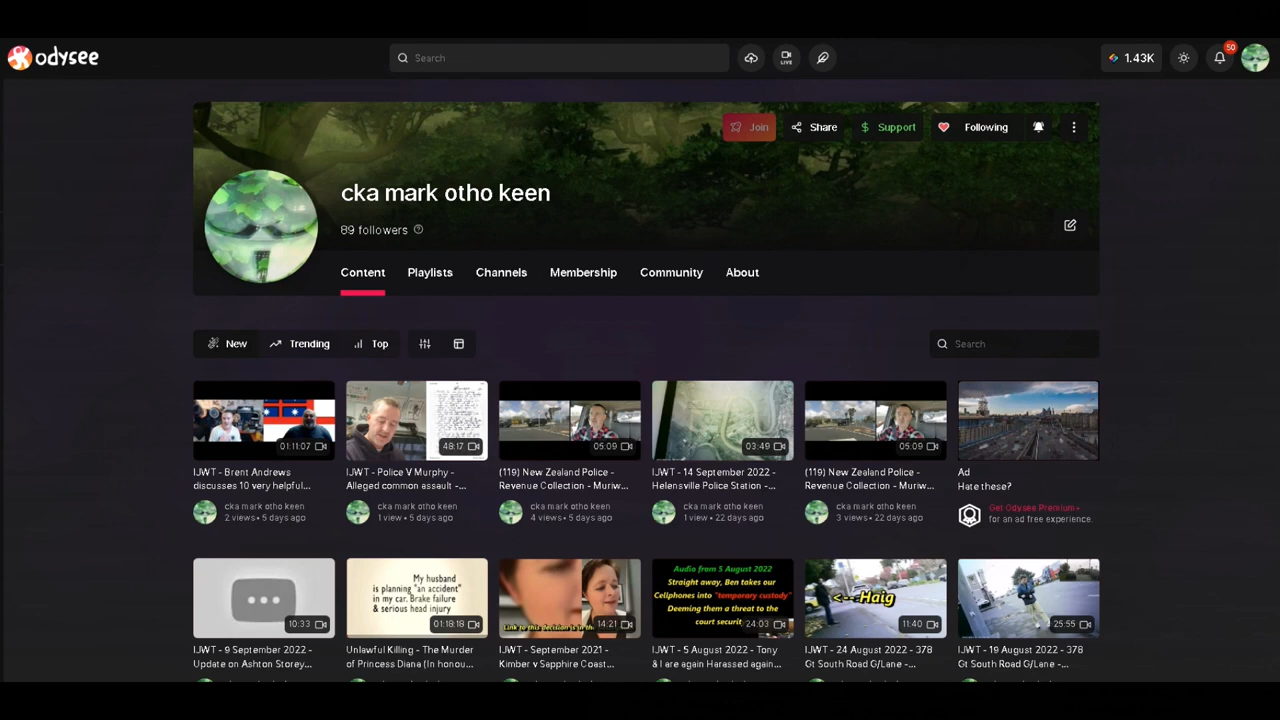 odysee
Search
LIVE
1.43K
50
Join
Share
Support
Following
cka mark otho keen
89 followers
Content
Playlists
Channels
Membership
Community
About
New
Trending
Top
Search
01:11:07
48:17
05:09
03:49
05:09
IJWT - Brent Andrews
discusses 10 very helpful...
cka mark otho keen
2 views • 5 days ago
IJWT - Police V Murphy -
Alleged common assault -...
cka mark otho keen
1 view • 5 days ago
(119) New Zealand Police -
Revenue Collection - Muriw...
cka mark otho keen
4 views • 5 days ago
IJWT - 14 September 2022 -
Helensville Police Station -...
cka mark otho keen
1 view • 22 days ago
(119) New Zealand Police -
Revenue Collection - Muriw...
cka mark otho keen
3 views • 22 days ago
Ad
Hate these?
Get Odysee Premium+
for an ad free experience.
10:33
My husband
is planning "an accident"
in my car. Brake failure
& serious head injury
01:18:18
Link to this decision is in th
14:21
Audio from 5 August 2022
Straight away, Ben takes our
Cellphones into "temporary custody"
Deeming them a threat to the
court securit
24:03
<---Haig
11:40
25:55
IJWT - 9 September 2022 -
Update on Ashton Storey...
Unlawful Killing - The Murder
of Princess Diana (In honou...
IJWT - September 2021 -
Kimber v Sapphire Coast...
IJWT - 5 August 2022 - Tony
& I are again Harassed again...
IJWT - 24 August 2022 - 378
Gt South Road G/Lane -...
IJWT - 19 August 2022 - 378
Gt South Road G/Lane -...